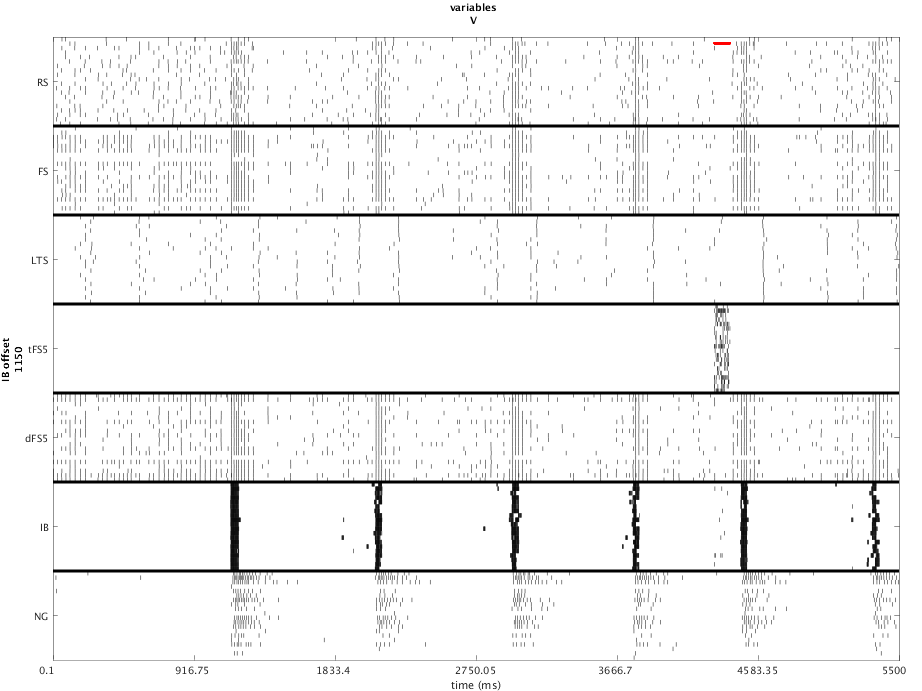 variables
V
RS
FS
LTS
tFS5
dFS5
IB
NG
IB offset
1150
0.1 916.75 1833.4 2750.05 3666.7 4583.35 5500
time (ms)